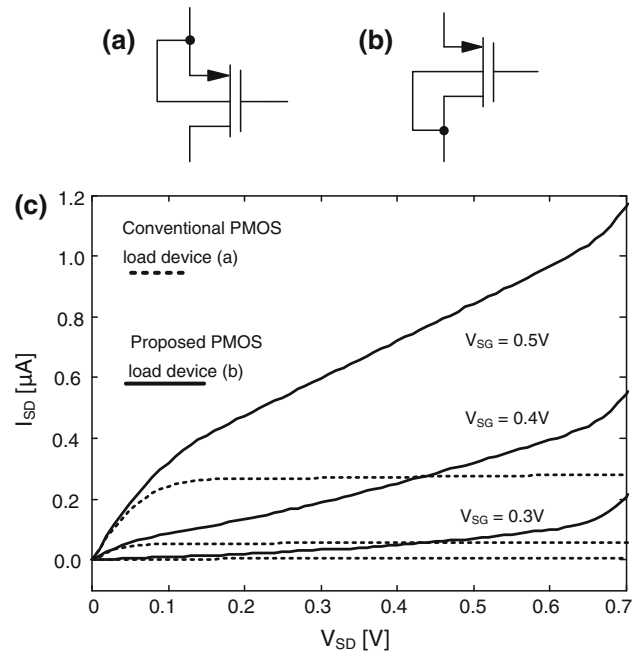 (a)
(b)
(c)
Conventional PMOS
load device (a)
Proposed PMOS
load device (b)
V_SG = 0.5V
V_SG = 0.4V
V_SG = 0.3V
1.2
1.0
0.8
0.6
0.4
0.2
0.0
I_SD [µA]
0 0.1 0.2 0.3 0.4 0.5 0.6 0.7
V_SD [V]